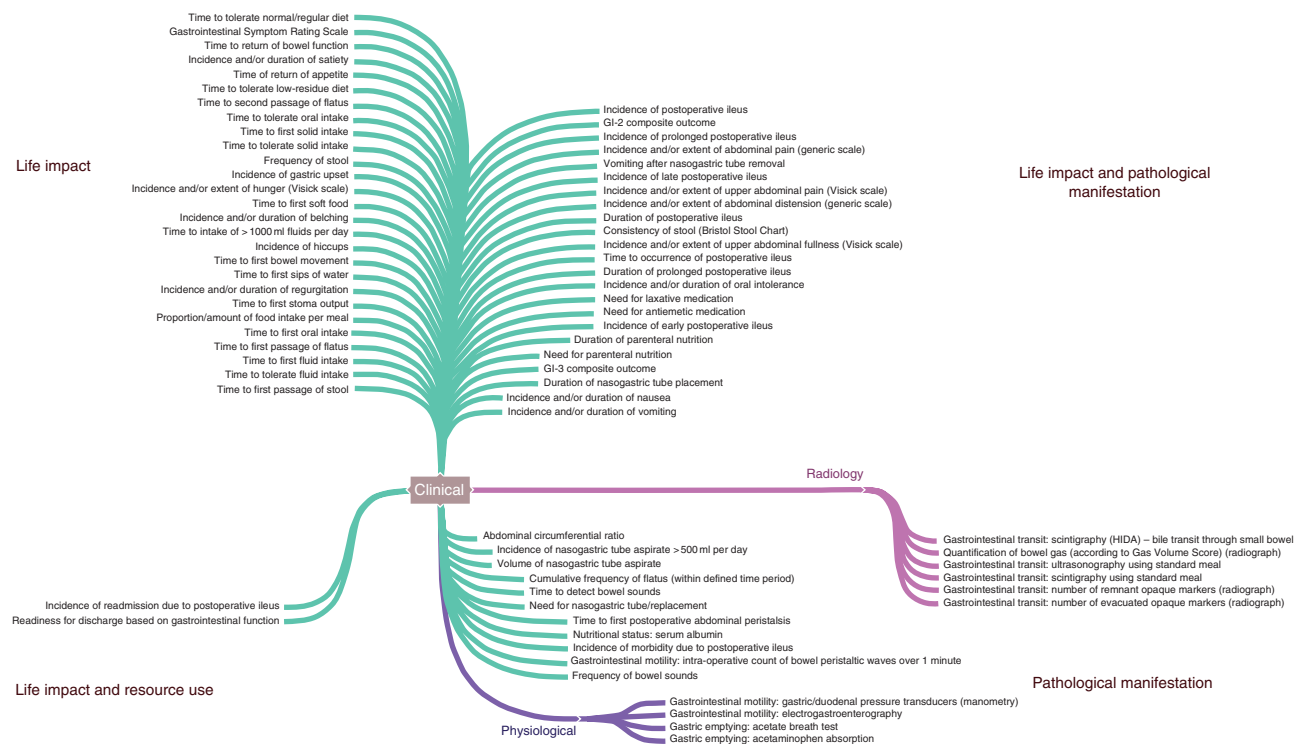 Life impact
Time to tolerate normal/regular diet
Gastrointestinal Symptom Rating Scale
Time to return of bowel function
Incidence and/or duration of satiety
Time of return of appetite
Time to tolerate low-residue diet
Time to second passage of flatus
Time to tolerate oral intake
Time to first solid intake
Time to tolerate solid intake
Frequency of stool
Incidence of gastric upset
Incidence and/or extent of hunger (Visick scale)
Time to first soft food
Incidence and/or duration of belching
Time to intake of >1000 ml fluids per day
Incidence of hiccups
Time to first bowel movement
Time to first sips of water
Incidence and/or duration of regurgitation
Time to first stoma output
Proportion/amount of food intake per meal
Time to first oral intake
Time to first passage of flatus
Time to first fluid intake
Time to tolerate fluid intake
Time to first passage of stool
Life impact and pathological
manifestation
Incidence of postoperative ileus
GI-2 composite outcome
Incidence of prolonged postoperative ileus
Incidence and/or extent of abdominal pain (generic scale)
Vomiting after nasogastric tube removal
Incidence of late postoperative ileus
Incidence and/or extent of upper abdominal pain (Visick scale)
Incidence and/or extent of abdominal distension (generic scale)
Duration of postoperative ileus
Consistency of stool (Bristol Stool Chart)
Incidence and/or extent of upper abdominal fullness (Visick scale)
Time to occurrence of postoperative ileus
Duration of prolonged postoperative ileus
Incidence and/or duration of oral intolerance
Need for laxative medication
Need for antiemetic medication
Incidence of early postoperative ileus
Duration of parenteral nutrition
Need for parenteral nutrition
GI-3 composite outcome
Duration of nasogastric tube placement
Incidence and/or duration of nausea
Incidence and/or duration of vomiting
Clinical
Radiology
Gastrointestinal transit: scintigraphy (HIDA) – bile transit through small bowel
Quantification of bowel gas (according to Gas Volume Score) (radiograph)
Gastrointestinal transit: ultrasonography using standard meal
Gastrointestinal transit: scintigraphy using standard meal
Gastrointestinal transit: number of remnant opaque markers (radiograph)
Gastrointestinal transit: number of evacuated opaque markers (radiograph)
Incidence of readmission due to postoperative ileus
Readiness for discharge based on gastrointestinal function
Life impact and resource use
Abdominal circumferential ratio
Incidence of nasogastric tube aspirate >500 ml per day
Volume of nasogastric tube aspirate
Cumulative frequency of flatus (within defined time period)
Time to detect bowel sounds
Need for nasogastric tube/replacement
Time to first postoperative abdominal peristalsis
Nutritional status: serum albumin
Incidence of morbidity due to postoperative ileus
Gastrointestinal motility: intra-operative count of bowel peristaltic waves over 1 minute
Frequency of bowel sounds
Pathological manifestation
Physiological
Gastrointestinal motility: gastric/duodenal pressure transducers (manometry)
Gastrointestinal motility: electrogastroenterography
Gastric emptying: acetate breath test
Gastric emptying: acetaminophen absorption